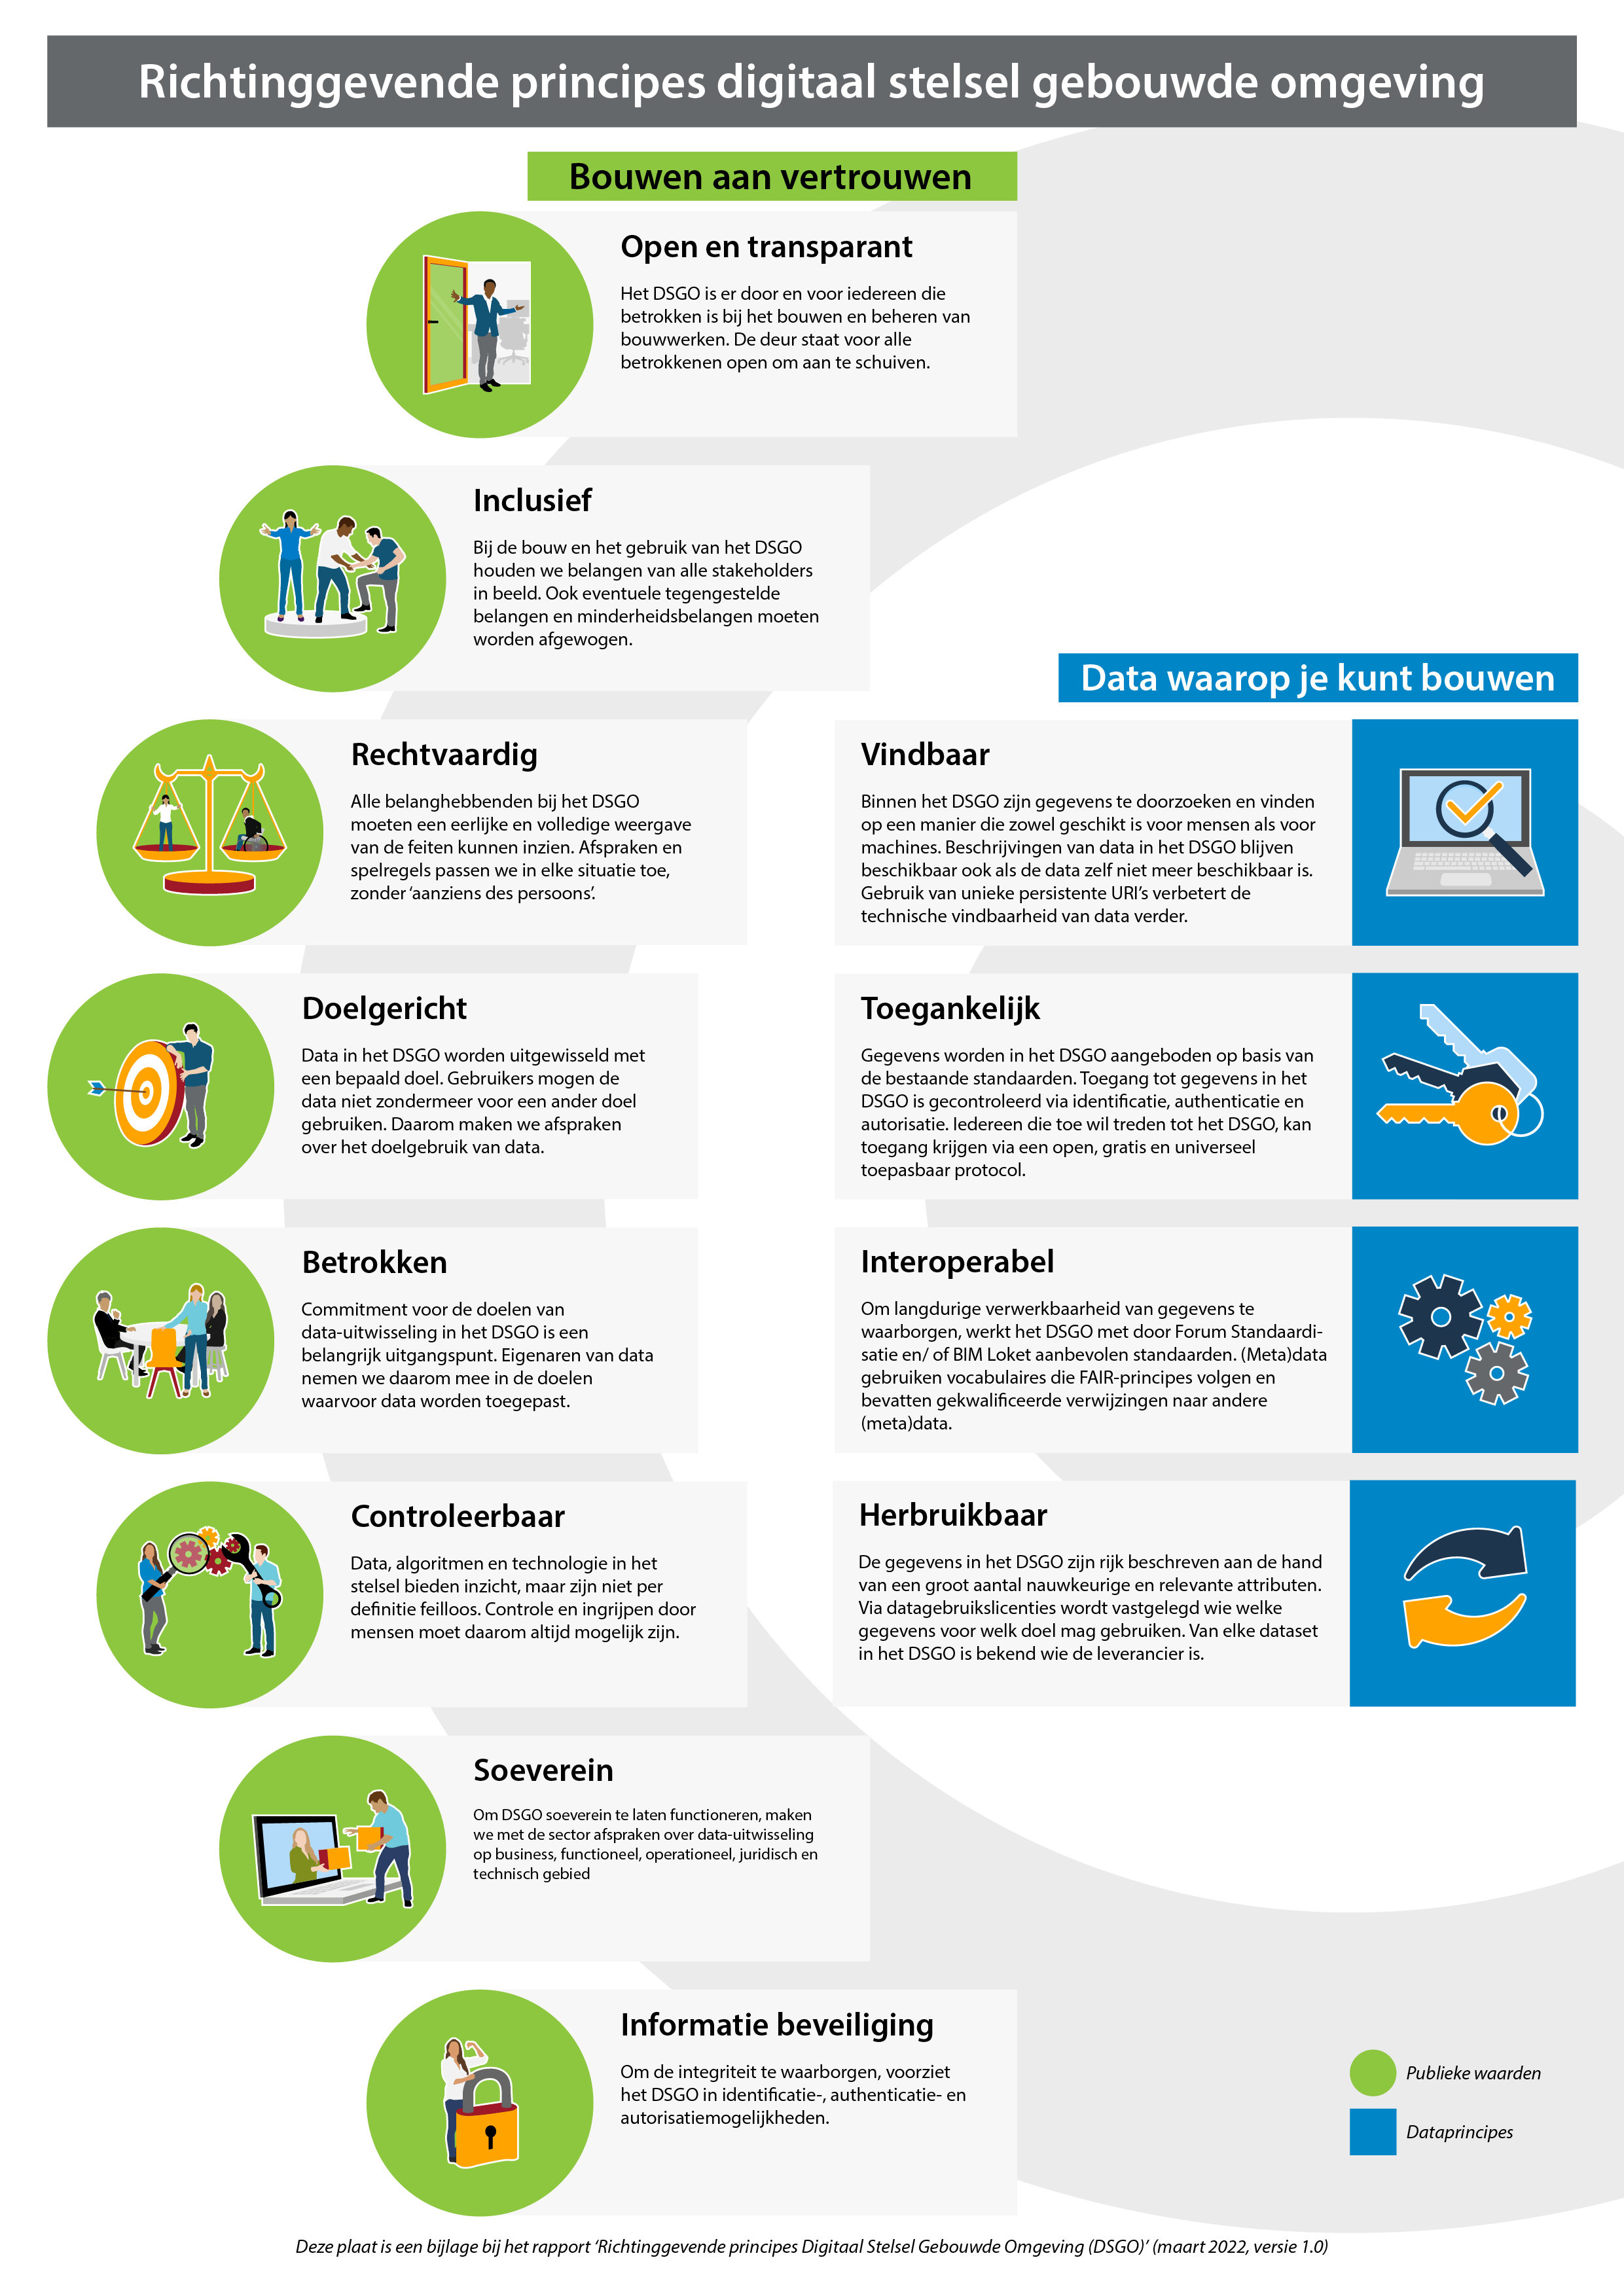 Richtinggevende principes digitaal stelsel gebouwde omgeving
Bouwen aan vertrouwen
Open en transparant
Het DSGO is er door en voor iedereen die
betrokken is bij het bouwen en beheren van
bouwwerken. De deur staat voor alle
betrokkenen open om aan te schuiven.
Inclusief
Bij de bouw en het gebruik van het DSGO
houden we belangen van alle stakeholders
in beeld. Ook eventuele tegengestelde
belangen en minderheidsbelangen moeten
worden afgewogen.
Rechtvaardig
Alle belanghebbenden bij het DSGO
moeten een eerlijke en volledige weergave
van de feiten kunnen inzien. Afspraken en
spelregels passen we in elke situatie toe,
zonder ‘aanziens des persoons’.
Doelgericht
Data in het DSGO worden uitgewisseld met
een bepaald doel. Gebruikers mogen de
data niet zondermeer voor een ander doel
gebruiken. Daarom maken we afspraken
over het doelgebruik van data.
Betrokken
Commitment voor de doelen van
data-uitwisseling in het DSGO is een
belangrijk uitgangspunt. Eigenaren van data
nemen we daarom mee in de doelen
waarvoor data worden toegepast.
Controleerbaar
Data, algoritmen en technologie in het
stelsel bieden inzicht, maar zijn niet per
definitie feilloos. Controle en ingrijpen door
mensen moet daarom altijd mogelijk zijn.
Soeverein
Om DSGO soeverein te laten functioneren, maken
we met de sector afspraken over data-uitwisseling
op business, functioneel, operationeel, juridisch en
technisch gebied
Informatie beveiliging
Om de integriteit te waarborgen, voorziet
het DSGO in identificatie-, authenticatie- en
autorisatiemogelijkheden.
Data waarop je kunt bouwen
Vindbaar
Binnen het DSGO zijn gegevens te doorzoeken en vinden
op een manier die zowel geschikt is voor mensen als voor
machines. Beschrijvingen van data in het DSGO blijven
beschikbaar ook als de data zelf niet meer beschikbaar is.
Gebruik van unieke persistente URI’s verbetert de
technische vindbaarheid van data verder.
Toegankelijk
Gegevens worden in het DSGO aangeboden op basis van
de bestaande standaarden. Toegang tot gegevens in het
DSGO is gecontroleerd via identificatie, authenticatie en
autorisatie. Iedereen die toe wil treden tot het DSGO, kan
toegang krijgen via een open, gratis en universeel
toepasbaar protocol.
Interoperabel
Om langdurige verwerkbaarheid van gegevens te
waarborgen, werkt het DSGO met door Forum Standaardi-
satie en/ of BIM Loket aanbevolen standaarden. (Meta)data
gebruiken vocabulaires die FAIR-principes volgen en
bevatten gekwalificeerde verwijzingen naar andere
(meta)data.
Herbruikbaar
De gegevens in het DSGO zijn rijk beschreven aan de hand
van een groot aantal nauwkeurige en relevante attributen.
Via datagebruikslicenties wordt vastgelegd wie welke
gegevens voor welk doel mag gebruiken. Van elke dataset
in het DSGO is bekend wie de leverancier is.
Publieke waarden
Dataprincipes
Deze plaat is een bijlage bij het rapport ‘Richtinggevende principes Digitaal Stelsel Gebouwde Omgeving (DSGO)’ (maart 2022, versie 1.0)